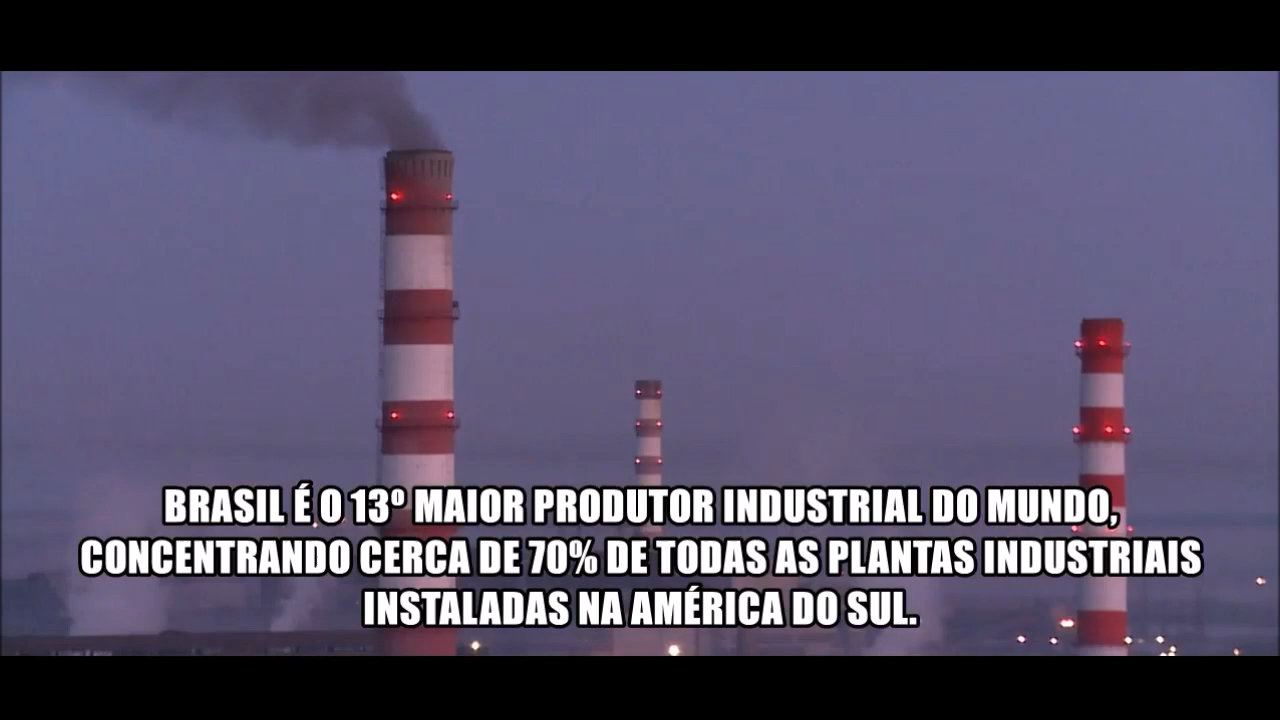 BRASIL É O 13º MAIOR PRODUTOR INDUSTRIAL DO MUNDO,
CONCENTRANDO CERCA DE 70% DE TODAS AS PLANTAS INDUSTRIAIS
INSTALADAS NA AMÉRICA DO SUL.